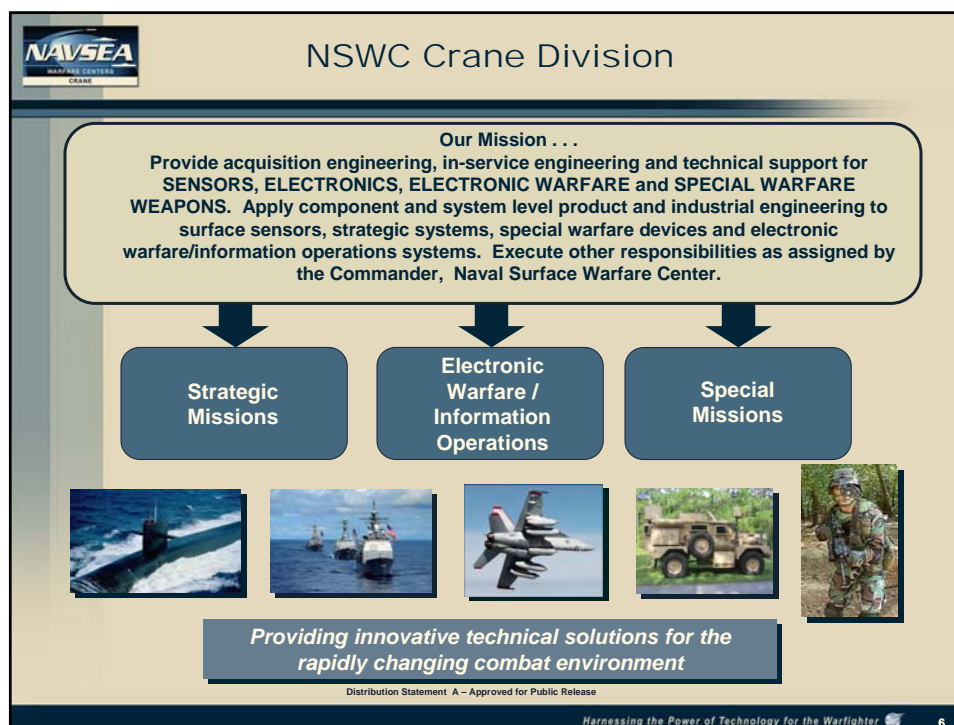 NAVSEA
WARFARE CENTERS
CRANE
NSWC Crane Division
Our Mission . . .
Provide acquisition engineering, in-service engineering and technical support for
SENSORS, ELECTRONICS, ELECTRONIC WARFARE and SPECIAL WARFARE
WEAPONS. Apply component and system level product and industrial engineering to
surface sensors, strategic systems, special warfare devices and electronic
warfare/information operations systems. Execute other responsibilities as assigned by
the Commander, Naval Surface Warfare Center.
Strategic
Missions
Electronic
Warfare /
Information
Operations
Special
Missions
Providing innovative technical solutions for the
rapidly changing combat environment
Distribution Statement A – Approved for Public Release
Harnessing the Power of Technology for the Warfighter
6